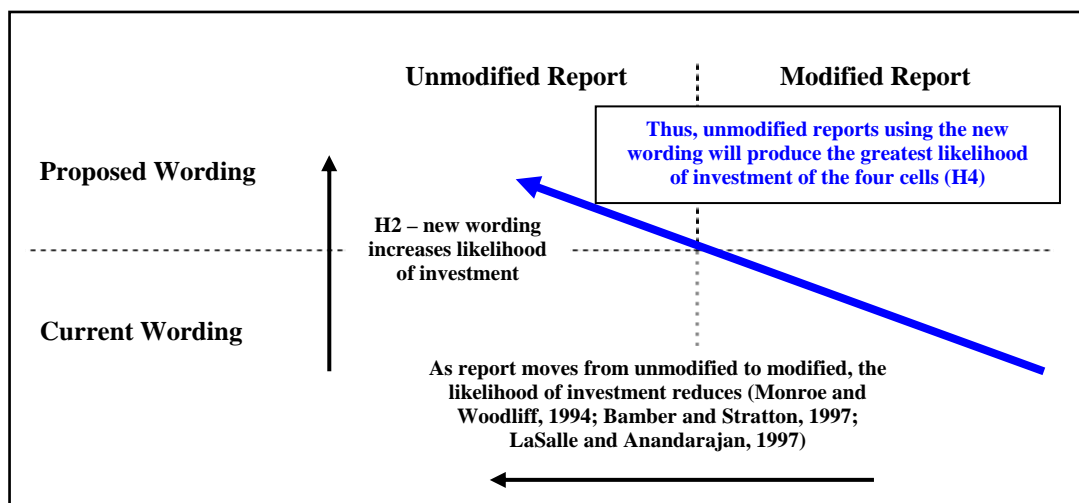 Unmodified Report
Modified Report
Thus, unmodified reports using the new
wording will produce the greatest likelihood
of investment of the four cells (H4)
Proposed Wording
H2 – new wording
increases likelihood
of investment
Current Wording
As report moves from unmodified to modified, the
likelihood of investment reduces (Monroe and
Woodliff, 1994; Bamber and Stratton, 1997;
LaSalle and Anandarajan, 1997)